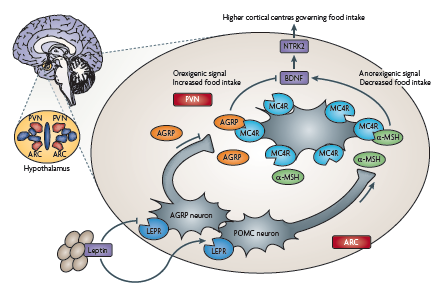 Higher cortical centres governing food intake
NTRK2
Orexigenic signal
Increased food intake
BDNF
Anorexigenic signal
Decreased food intake
PVN
MC4R
MC4R
AGRP
MC4R
MC4R
α-MSH
AGRP
AGRP
MC4R
MC4R
α-MSH
α-MSH
PVN PVN
ARC ARC
Hypothalamus
AGRP neuron
POMC neuron
LEPR
LEPR
Leptin
ARC